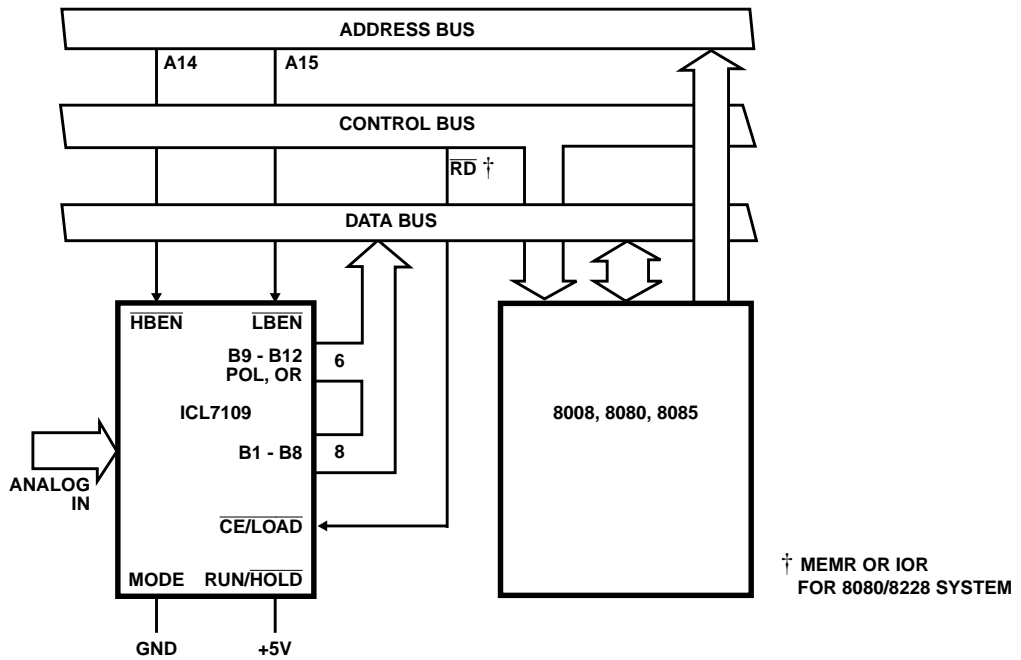 ADDRESS BUS
A14
A15
CONTROL BUS
RD †
DATA BUS
HBEN
LBEN
B9 - B12
POL, OR
6
ICL7109
8008, 8080, 8085
B1 - B8
8
ANALOG
IN
CE/LOAD
MODE
RUN/HOLD
† MEMR OR IOR
FOR 8080/8228 SYSTEM
GND
+5V